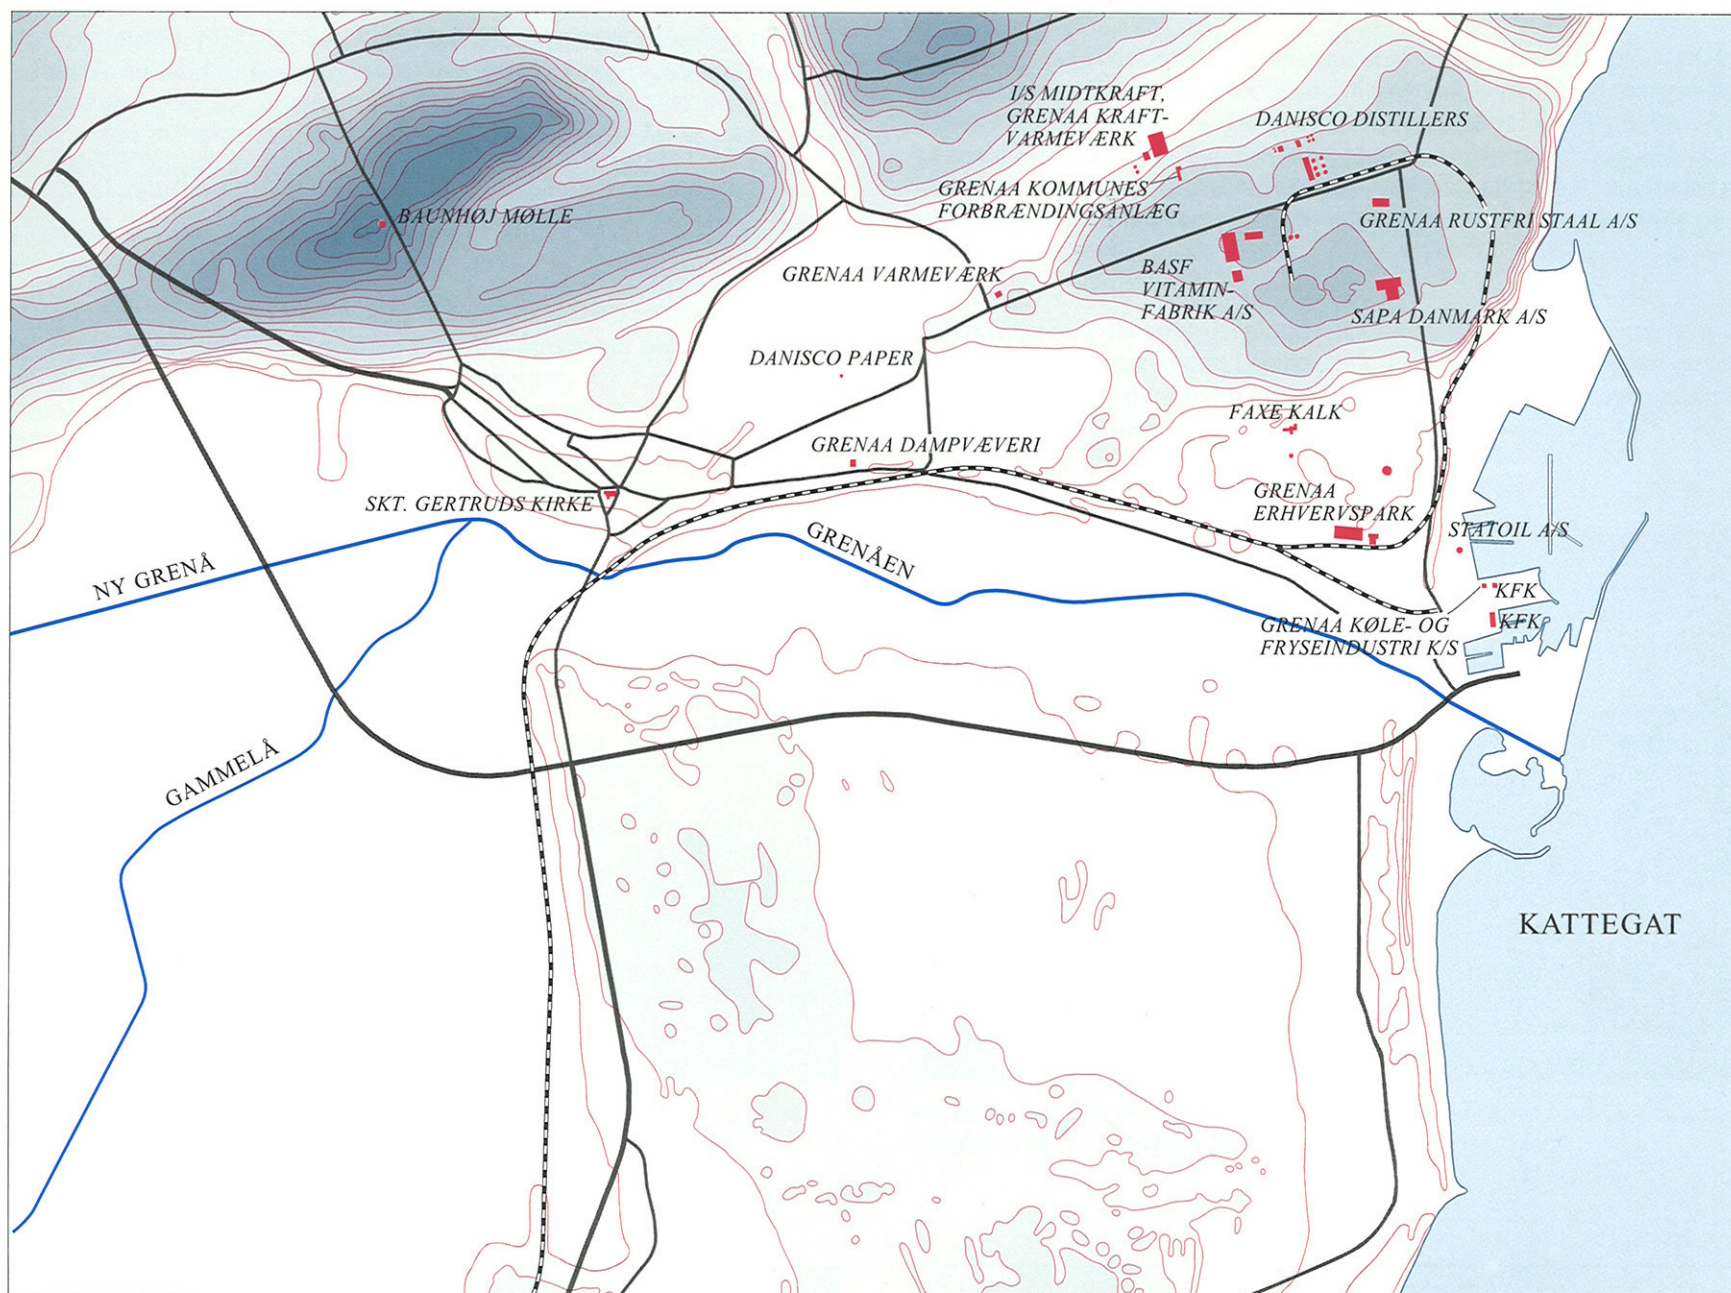 I/S MIDTKRAFT,
GRENAA KRAFT-
VARMEVÆRK
DANISCO DISTILLERS
GRENAA KOMMUNES
FORBRÆNDINGSANLÆG
BAUNHØJ MØLLE
GRENAA RUSTFRI STAAL A/S
GRENAA VARMEVÆRK
BASF
VITAMIN-
FABRIK A/S
SAPA DANMARK A/S
DANISCO PAPER
FAXE KALK
GRENAA DAMPVÆVERI
SKT. GERTRUDS KIRKE
GRENAA
ERHVERVSPARK
STATOIL A/S
NY GRENÅ
GRENÅEN
KFK
KFK
GRENAA KØLE- OG
FRYSEINDUSTRI K/S
GAMMELÅ
KATTEGAT